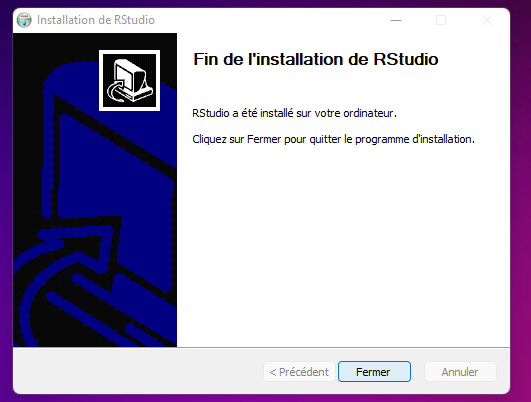 Installation de RStudio
Fin de l'installation de RStudio
RStudio a été installé sur votre ordinateur.
Cliquez sur Fermer pour quitter le programme d'installation.
< Précédent
Fermer
Annuler